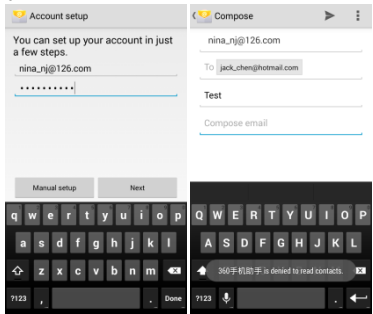 Account setup
You can set up your account in just
a few steps.
nina_nj@126.com
••••••••••
Manual setup
Next
q w e r t y u i o p
a s d f g h j k l
z x c v b n m
?123 , . Done
Compose
nina_nj@126.com
To jack_chen@hotmail.com
Test
Compose email
Q W E R T Y U I O P
A S D F G H J K L
360手机助手 is denied to read contacts.
?123 .